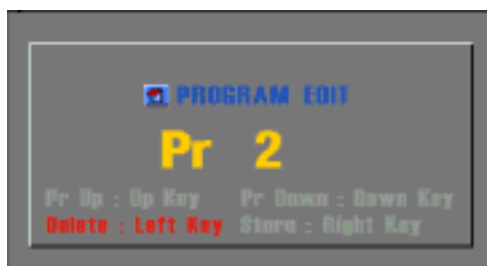 PROGRAM EDIT
Pr 2
Pr Up : Up Key Pr Down : Down Key
Delete : Left Key Store : Right Key